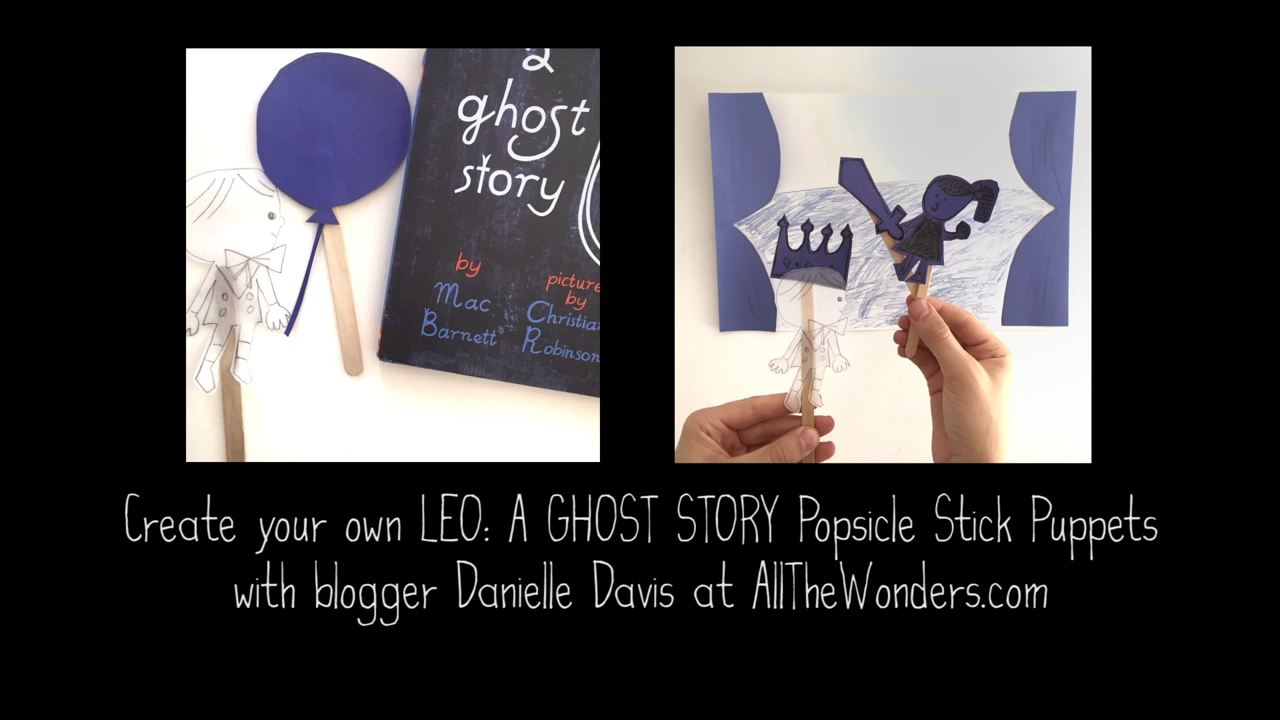 a
ghost
story
by
Mac
Barnett
picture
by
Christian
Robinson
Create your own LEO: A GHOST STORY Popsicle Stick Puppets
with blogger Danielle Davis at AllTheWonders.com